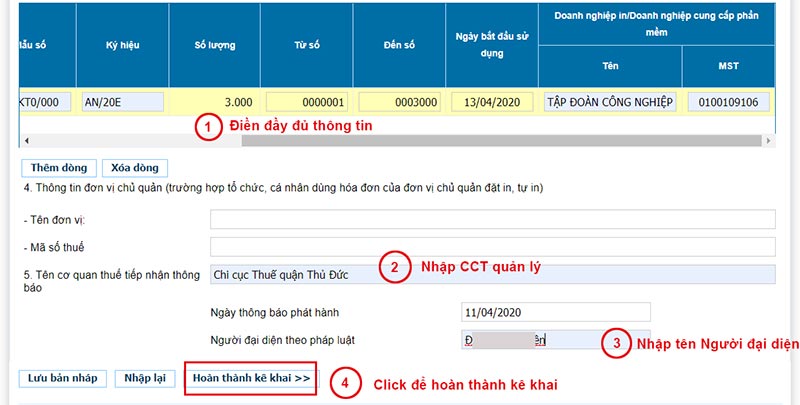 Doanh nghiệp in/Doanh nghiệp cung cấp phần mềm
Mẫu số Ký hiệu Số lượng Từ số Đến số Ngày bắt đầu sử dụng Tên MST
KT0/000 AN/20E 3.000 0000001 0003000 13/04/2020 TẬP ĐOÀN CÔNG NGHIỆP 0100109106
1 Điền đầy đủ thông tin
Thêm dòng Xóa dòng
4. Thông tin đơn vị chủ quản (trường hợp tổ chức, cá nhân dùng hóa đơn của đơn vị chủ quản đặt in, tự in)
- Tên đơn vị:
- Mã số thuế
5. Tên cơ quan thuế tiếp nhận thông báo
Chi cục Thuế quận Thủ Đức 2 Nhập CCT quản lý
Ngày thông báo phát hành 11/04/2020
Người đại diện theo pháp luật 3 Nhập tên Người đại diện
Lưu bản nháp Nhập lại Hoàn thành kê khai >> 4 Click để hoàn thành kê khai